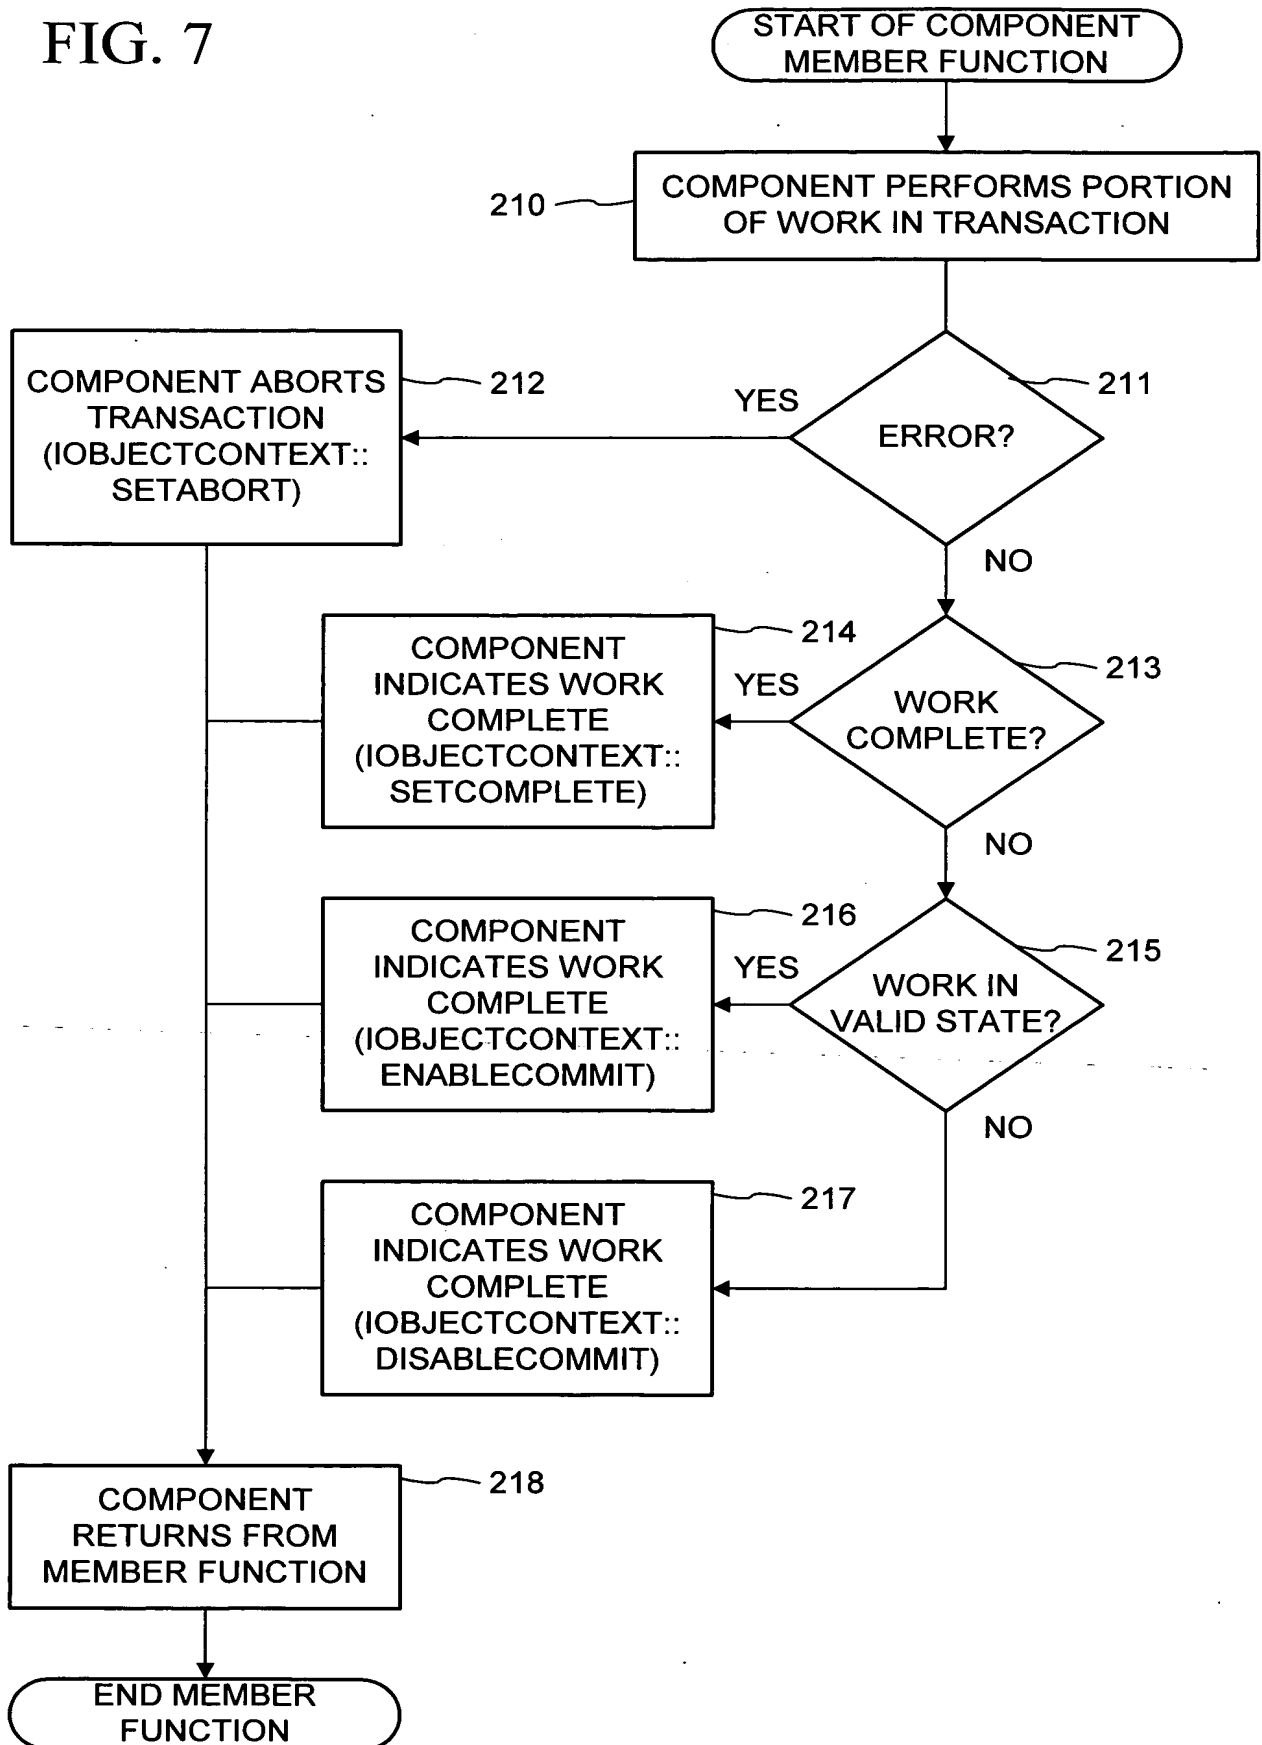 FIG. 7
START OF COMPONENT
MEMBER FUNCTION
COMPONENT PERFORMS PORTION
OF WORK IN TRANSACTION
210
COMPONENT ABORTS
TRANSACTION
(IOBJECTCONTEXT::
SETABORT)
212
YES
ERROR?
211
NO
COMPONENT
INDICATES WORK
COMPLETE
(IOBJECTCONTEXT::
SETCOMPLETE)
214
YES
WORK
COMPLETE?
213
NO
COMPONENT
INDICATES WORK
COMPLETE
(IOBJECTCONTEXT::
ENABLECOMMIT)
216
YES
WORK IN
VALID STATE?
215
NO
COMPONENT
INDICATES WORK
COMPLETE
(IOBJECTCONTEXT::
DISABLECOMMIT)
217
COMPONENT
RETURNS FROM
MEMBER FUNCTION
218
END MEMBER
FUNCTION